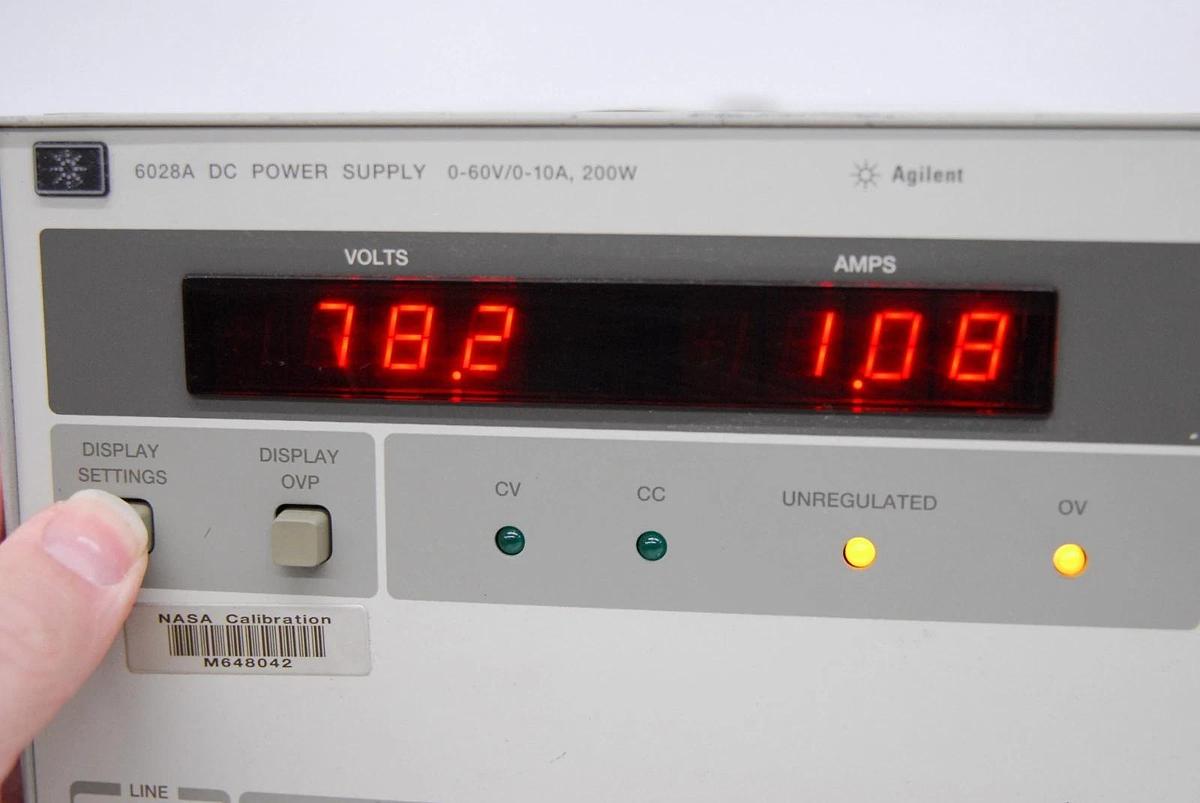 6028A DC POWER SUPPLY 0-60V/0-10A, 200W
Agilent
VOLTS AMPS
78.2 1.08
DISPLAY SETTINGS
DISPLAY OVP
CV CC UNREGULATED OV
NASA Calibration
M648042
LINE